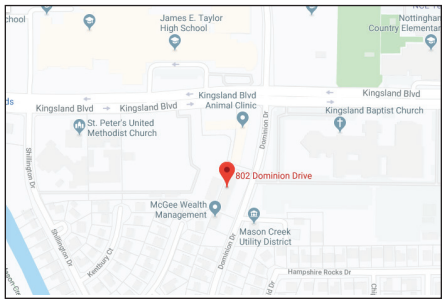 chool
James E. Taylor
High School
Nottingham
Country Elementar
Kingsland Blvd
Kingsland Blvd
Kingsland Blvd
Kingsland Blvd
Animal Clinic
Kingsland Blvd
ds
St. Peter's United
Methodist Church
Kingsland Baptist Church
Dominion Dr
Shillington Dr
802 Dominion Drive
McGee Wealth
Management
Mason Creek
Utility District
Shillington Dr
Kentbury Ct
Dominion Dr
Hampshire Rocks Dr